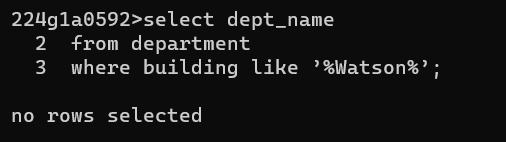 224g1a0592>select dept_name
2 from department
3 where building like ’%Watson%’;
no rows selected